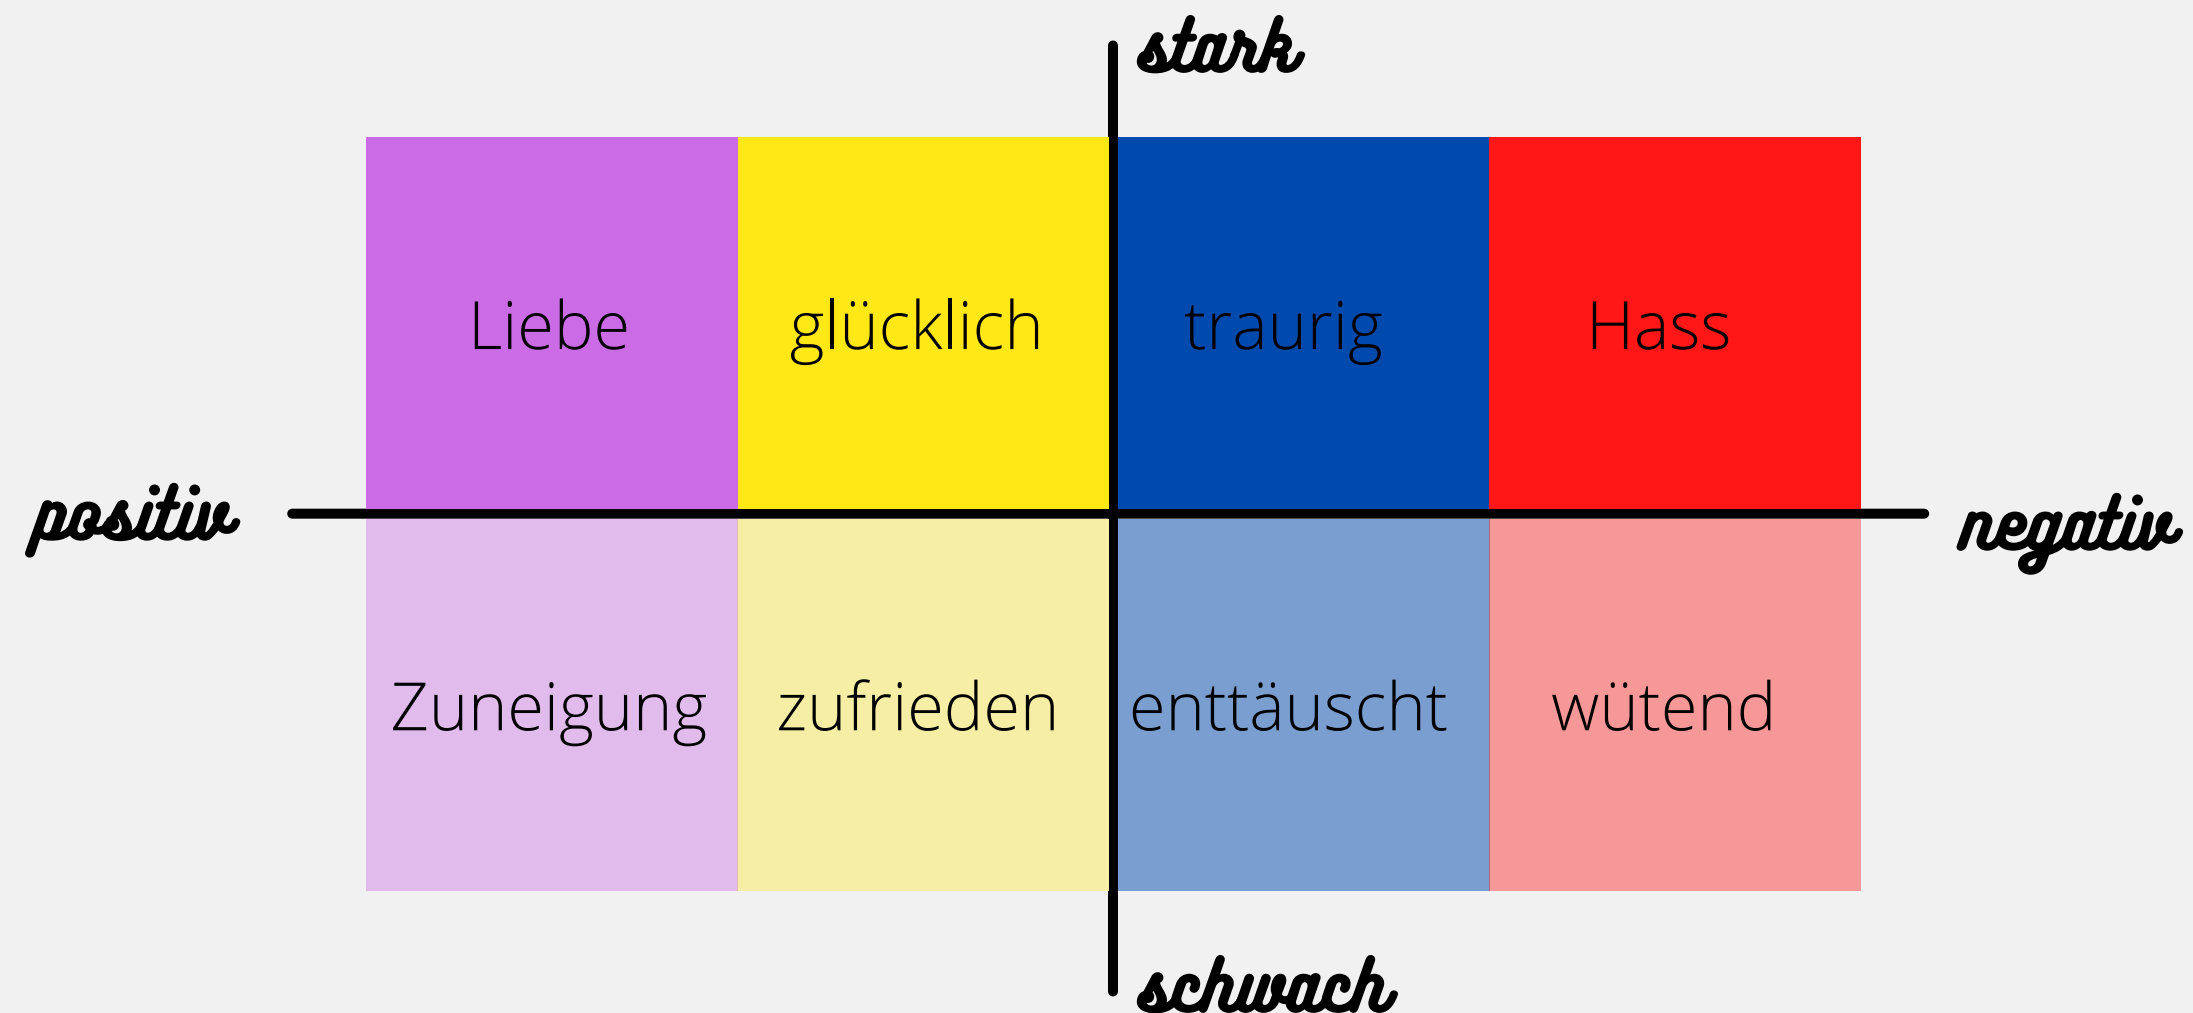 stark
Liebe glücklich traurig Hass
positiv negativ
Zuneigung zufrieden enttäuscht wütend
schwach